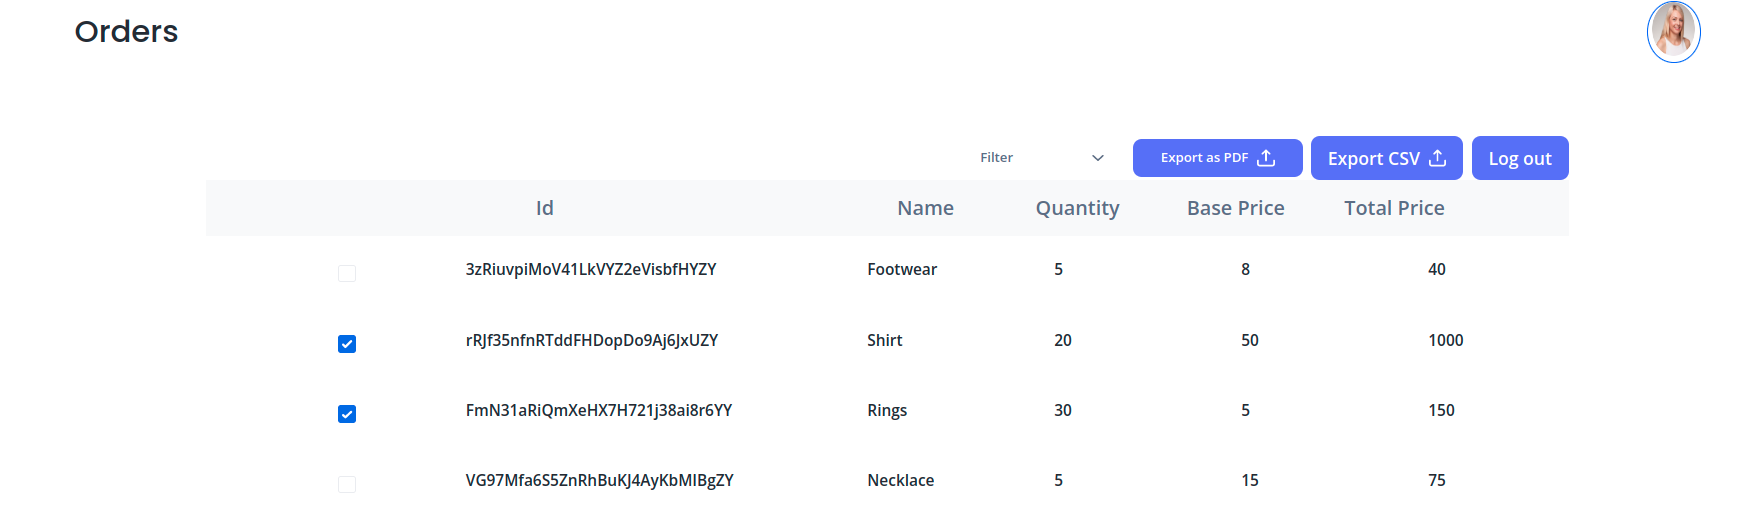 Orders
Filter Export as PDF Export CSV Log out
Id Name Quantity Base Price Total Price
3zRiuvpiMoV41LkVYZ2eVisbfHYZY Footwear 5 8 40
rRJf35nfnRTddFHDopDo9Aj6JxUZY Shirt 20 50 1000
FmN31aRiQmXeHX7H721j38ai8r6YY Rings 30 5 150
VG97Mfa6S5ZnRhBuKJ4AyKbMIBgZY Necklace 5 15 75